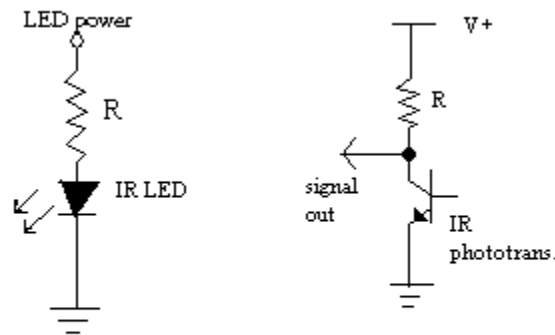 LED power
R
IR LED
V+
R
signal
out
IR
phototrans.